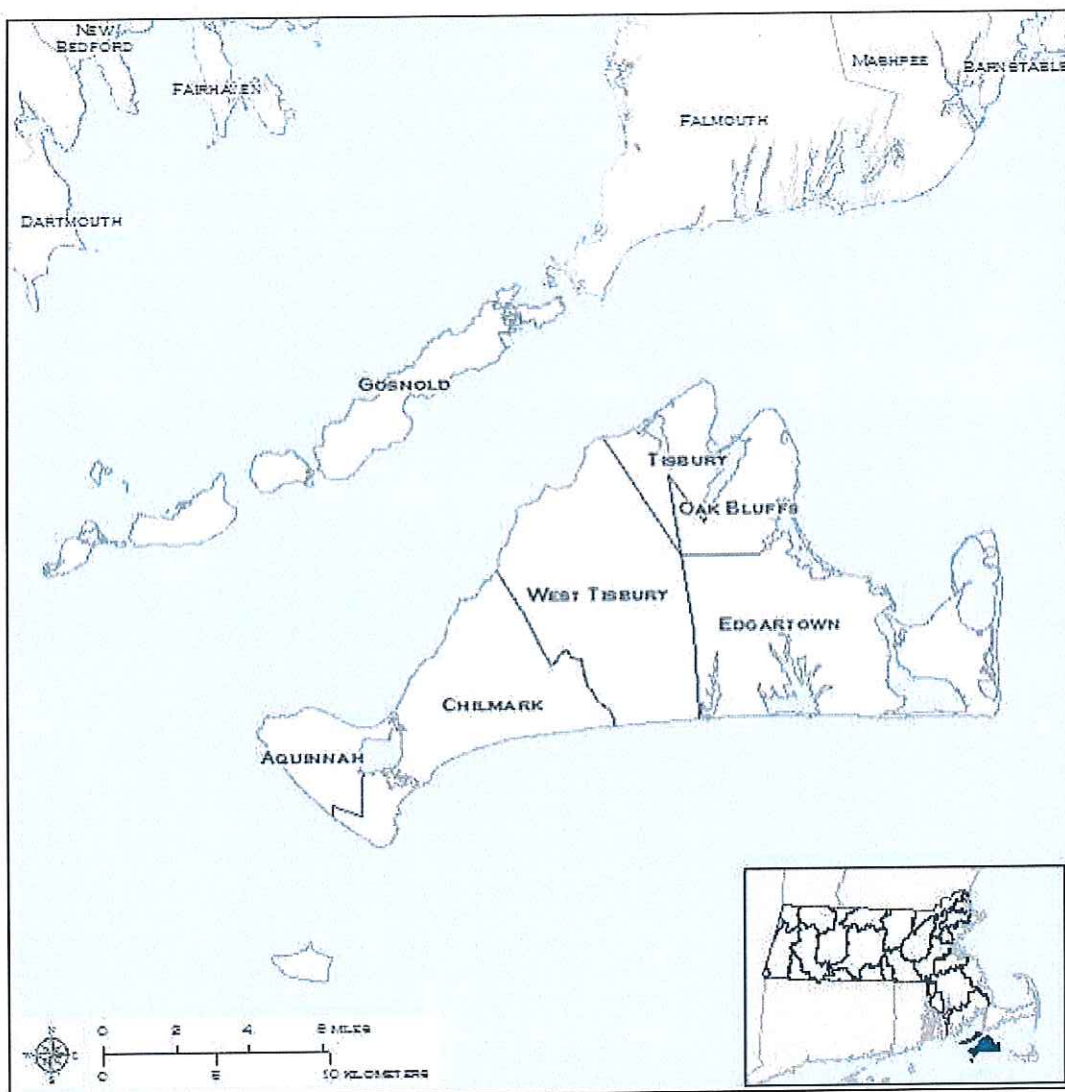 NEW
BEDFORD
FAIRHAVEN
DARTMOUTH
MASHPEE
BARNSTABLE
FALMOUTH
GOSNOLD
TISBURY
OAK BLUFFS
WEST TISBURY
EDGARTOWN
CHILMARK
AQUINNAH
0 2 4 8 MILES
0 5 10 KILOMETERS